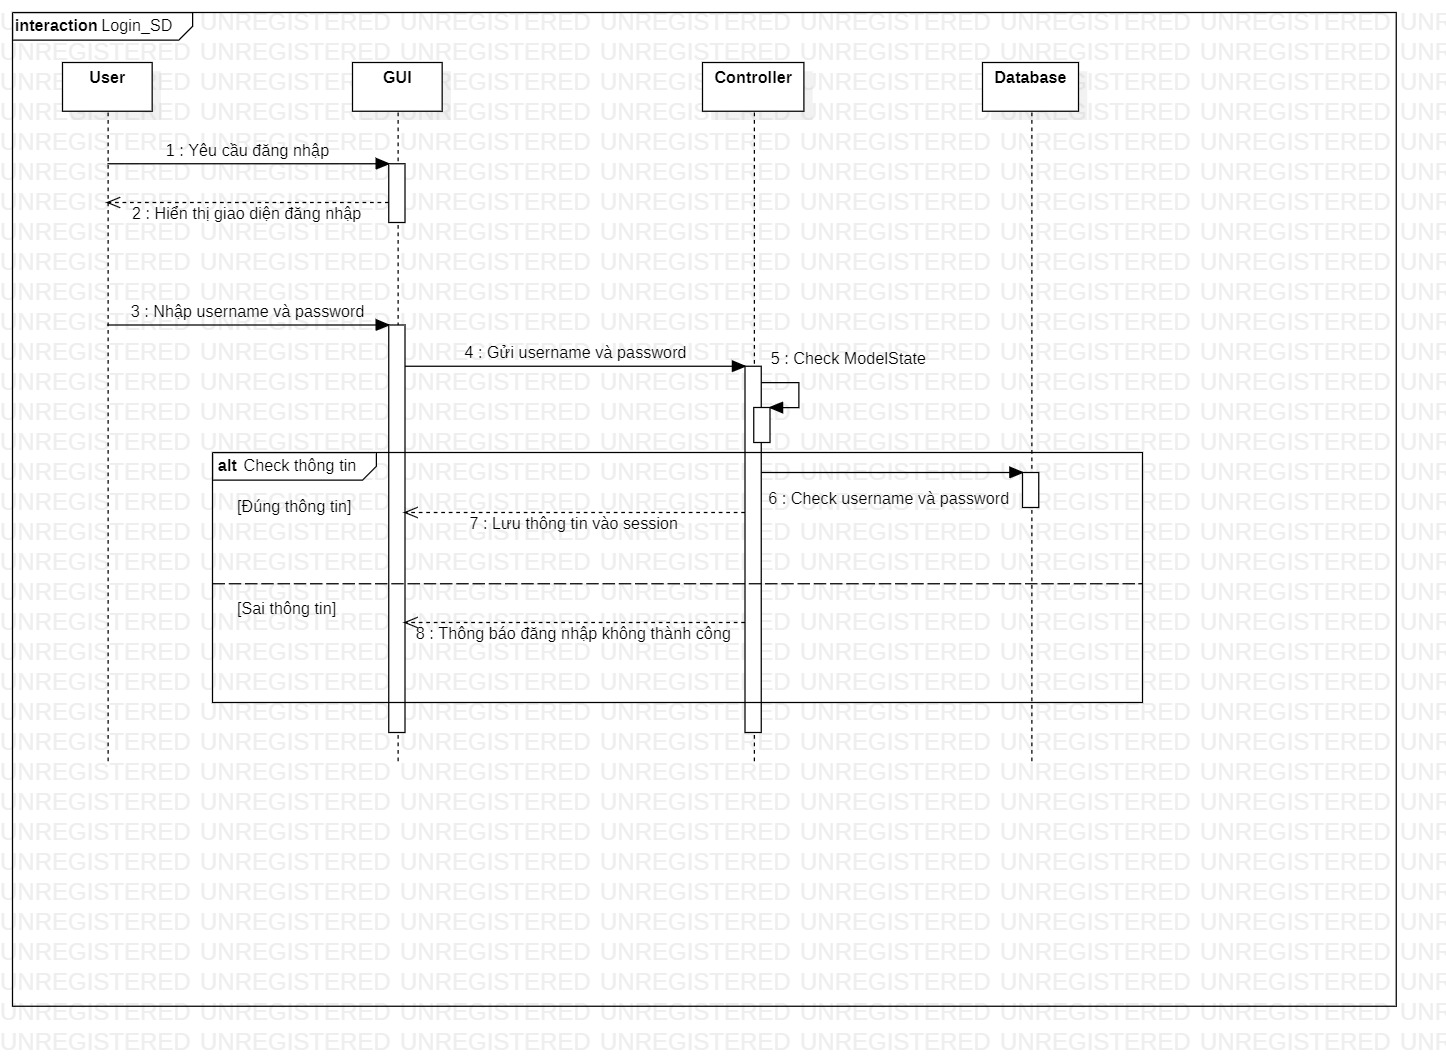 interaction Login_SD
User
GUI
Controller
Database
1 : Yêu cầu đăng nhập
2 : Hiển thị giao diện đăng nhập
3 : Nhập username và password
4 : Gửi username và password
5 : Check ModelState
alt Check thông tin
6 : Check username và password
[Đúng thông tin]
7 : Lưu thông tin vào session
[Sai thông tin]
8 : Thông báo đăng nhập không thành công
UNREGISTERED